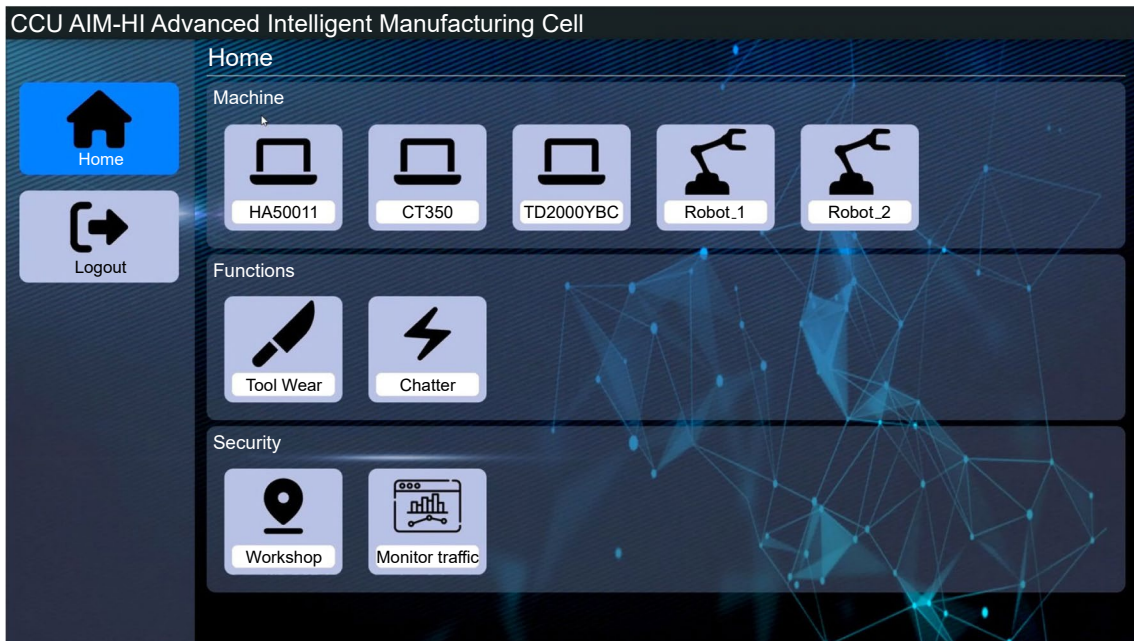 CCU AIM-HI Advanced Intelligent Manufacturing Cell
Home
Home
Logout
Machine
HA50011
CT350
TD2000YBC
Robot_1
Robot_2
Functions
Tool Wear
Chatter
Security
Workshop
Monitor traffic